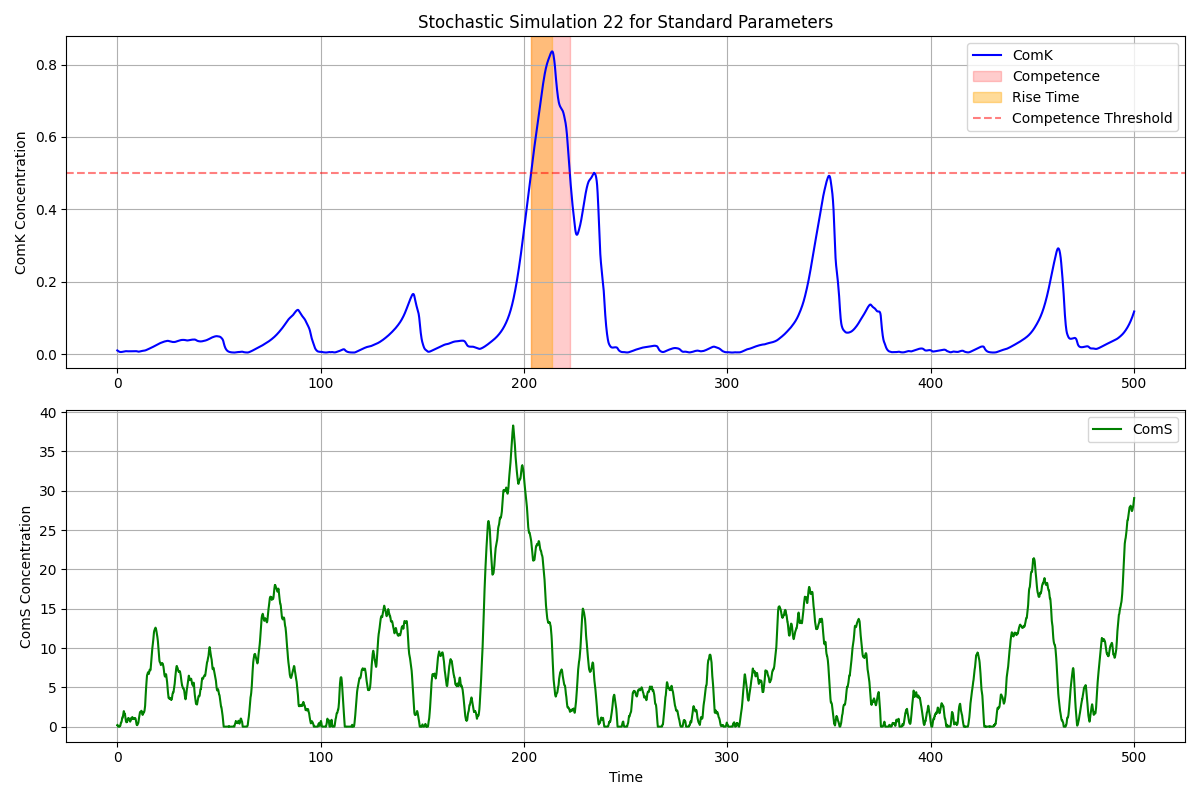 Stochastic Simulation 22 for Standard Parameters
ComK Concentration
0.8
0.6
0.4
0.2
0.0
ComK
Competence
Rise Time
Competence Threshold
0 100 200 300 400 500
ComS Concentration
40
35
30
25
20
15
10
5
0
ComS
0 100 200 300 400 500
Time